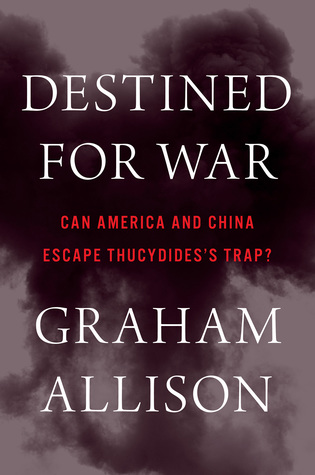 DESTINED
FOR WAR
CAN AMERICA AND CHINA
ESCAPE THUCYDIDES'S TRAP?
GRAHAM
ALLISON